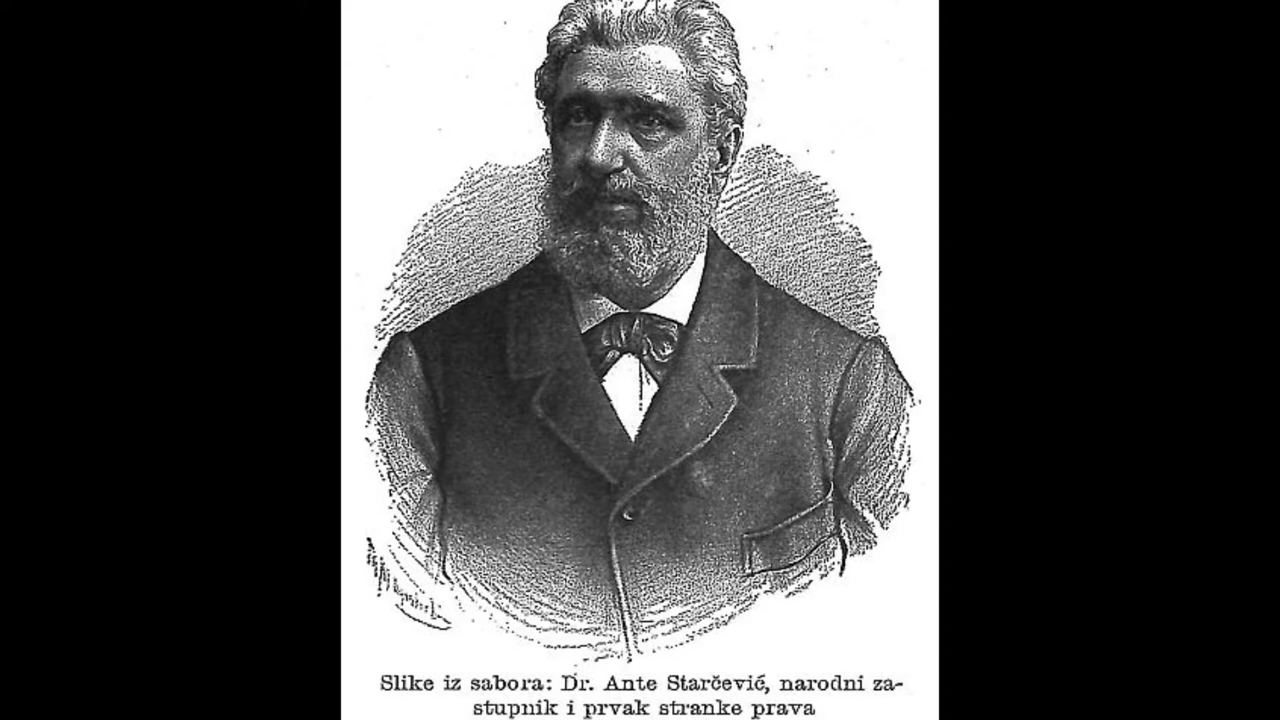 Slike iz sabora: Dr. Ante Starčević, narodni za-
stupnik i prvak stranke prava